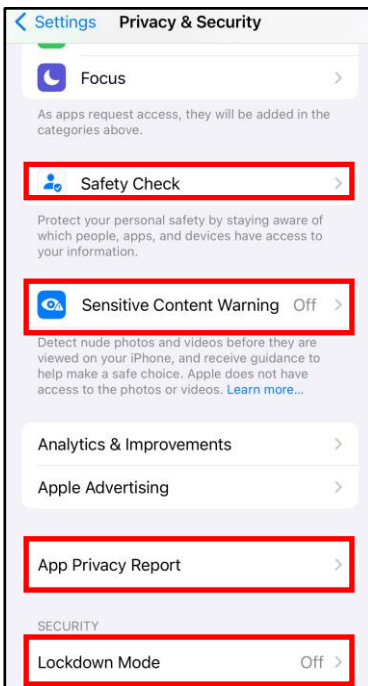 Settings Privacy & Security
Focus
As apps request access, they will be added in the
categories above.
Safety Check
Protect your personal safety by staying aware of
which people, apps, and devices have access to
your information.
Sensitive Content Warning Off
Detect nude photos and videos before they are
viewed on your iPhone, and receive guidance to
help make a safe choice. Apple does not have
access to the photos or videos. Learn more...
Analytics & Improvements
Apple Advertising
App Privacy Report
SECURITY
Lockdown Mode Off